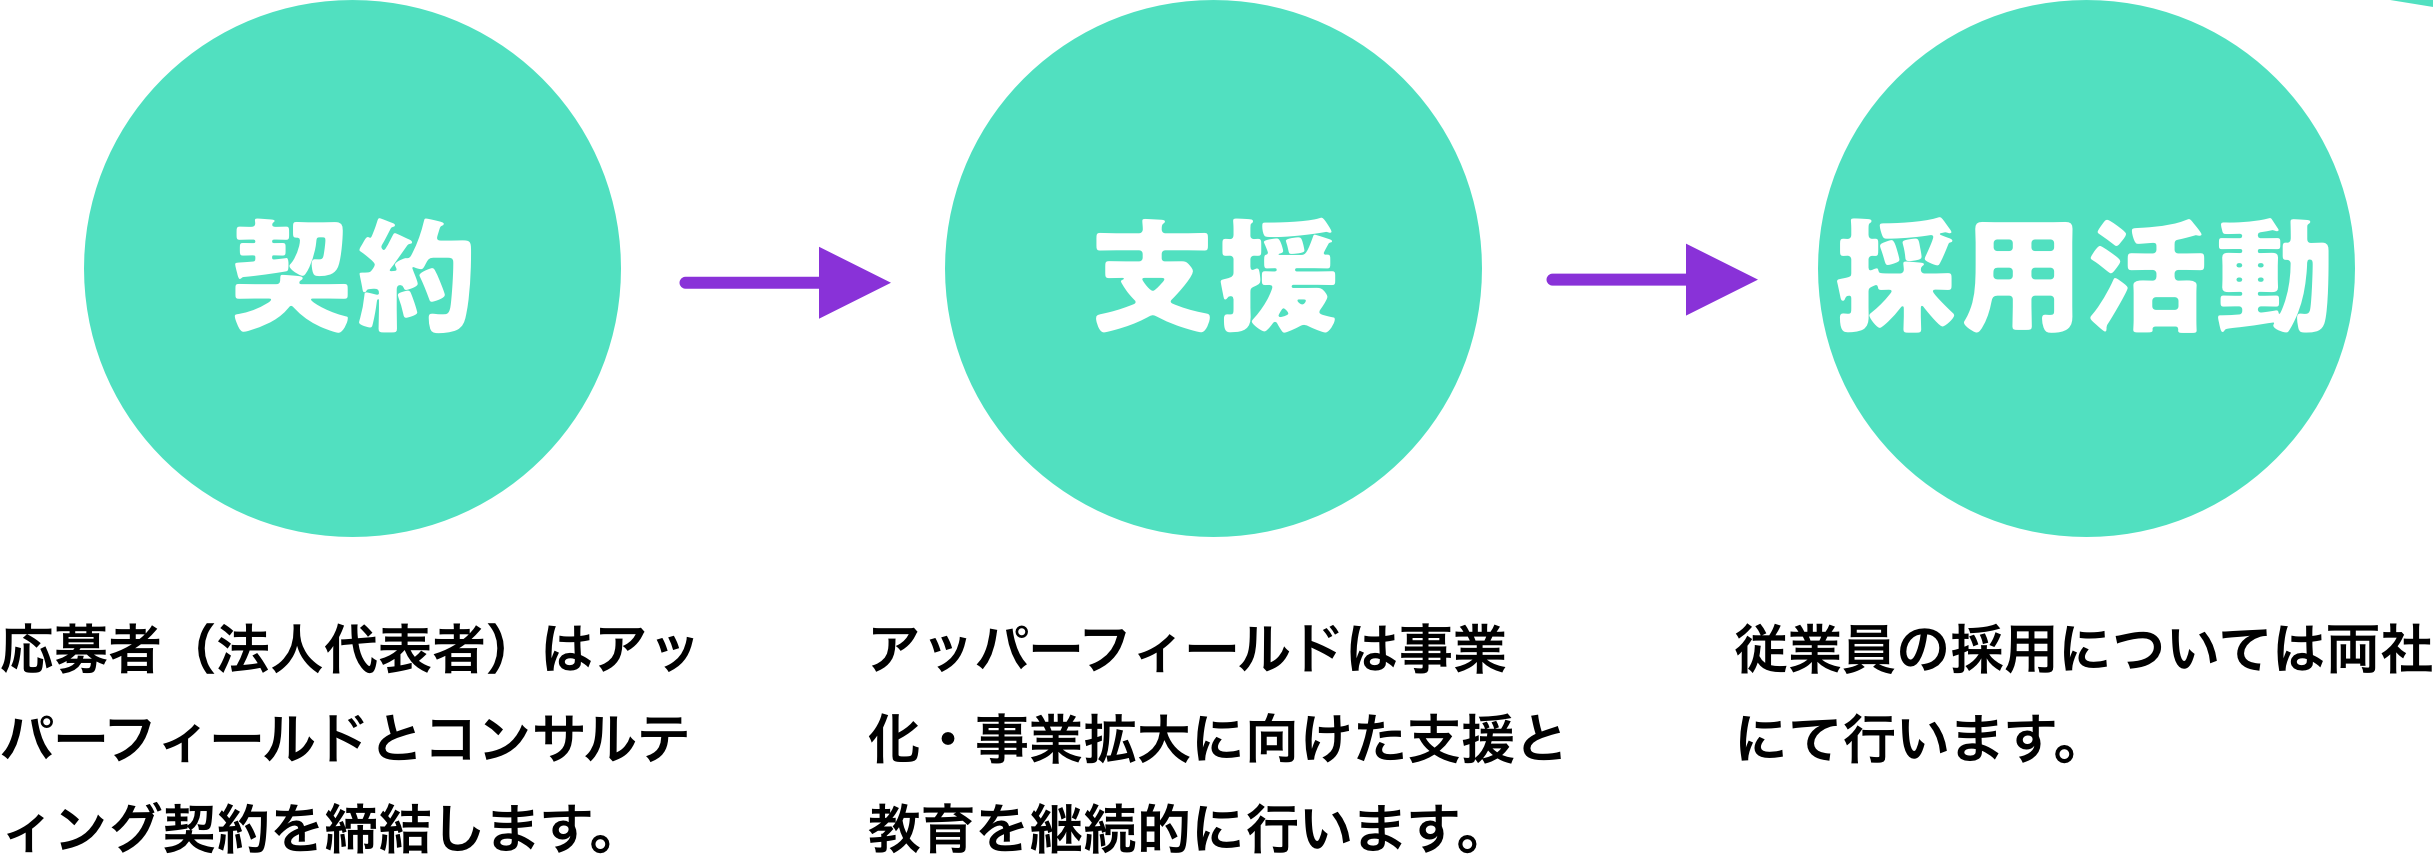 契約
支援
採用活動
応募者（法人代表者）はアッ
パーフィールドとコンサルテ
ィング契約を締結します。
アッパーフィールドは事業
化・事業拡大に向けた支援と
教育を継続的に行います。
従業員の採用については両社
にて行います。